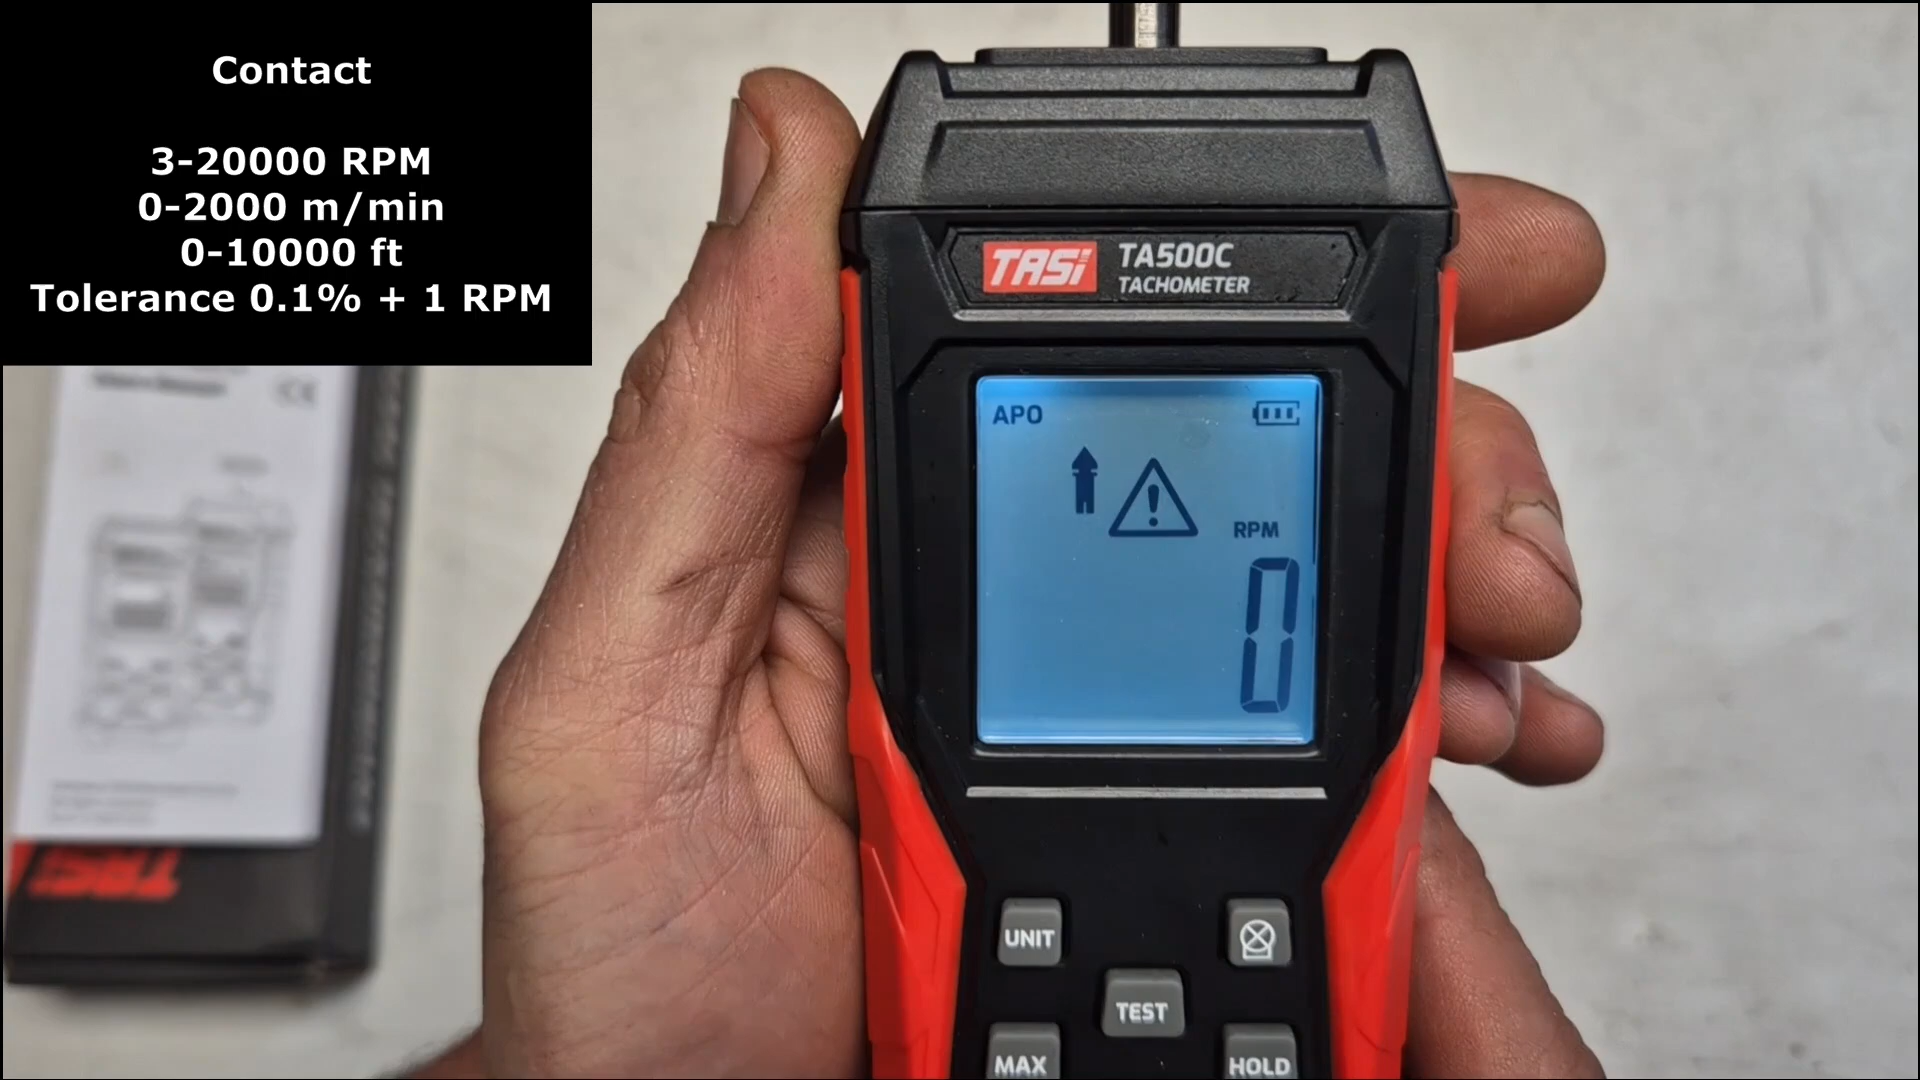 Contact
3-20000 RPM
0-2000 m/min
0-10000 ft
Tolerance 0.1% + 1 RPM
TASI TA500C
TACHOMETER
APO
RPM
0
UNIT
TEST
MAX
HOLD
CE
TASI